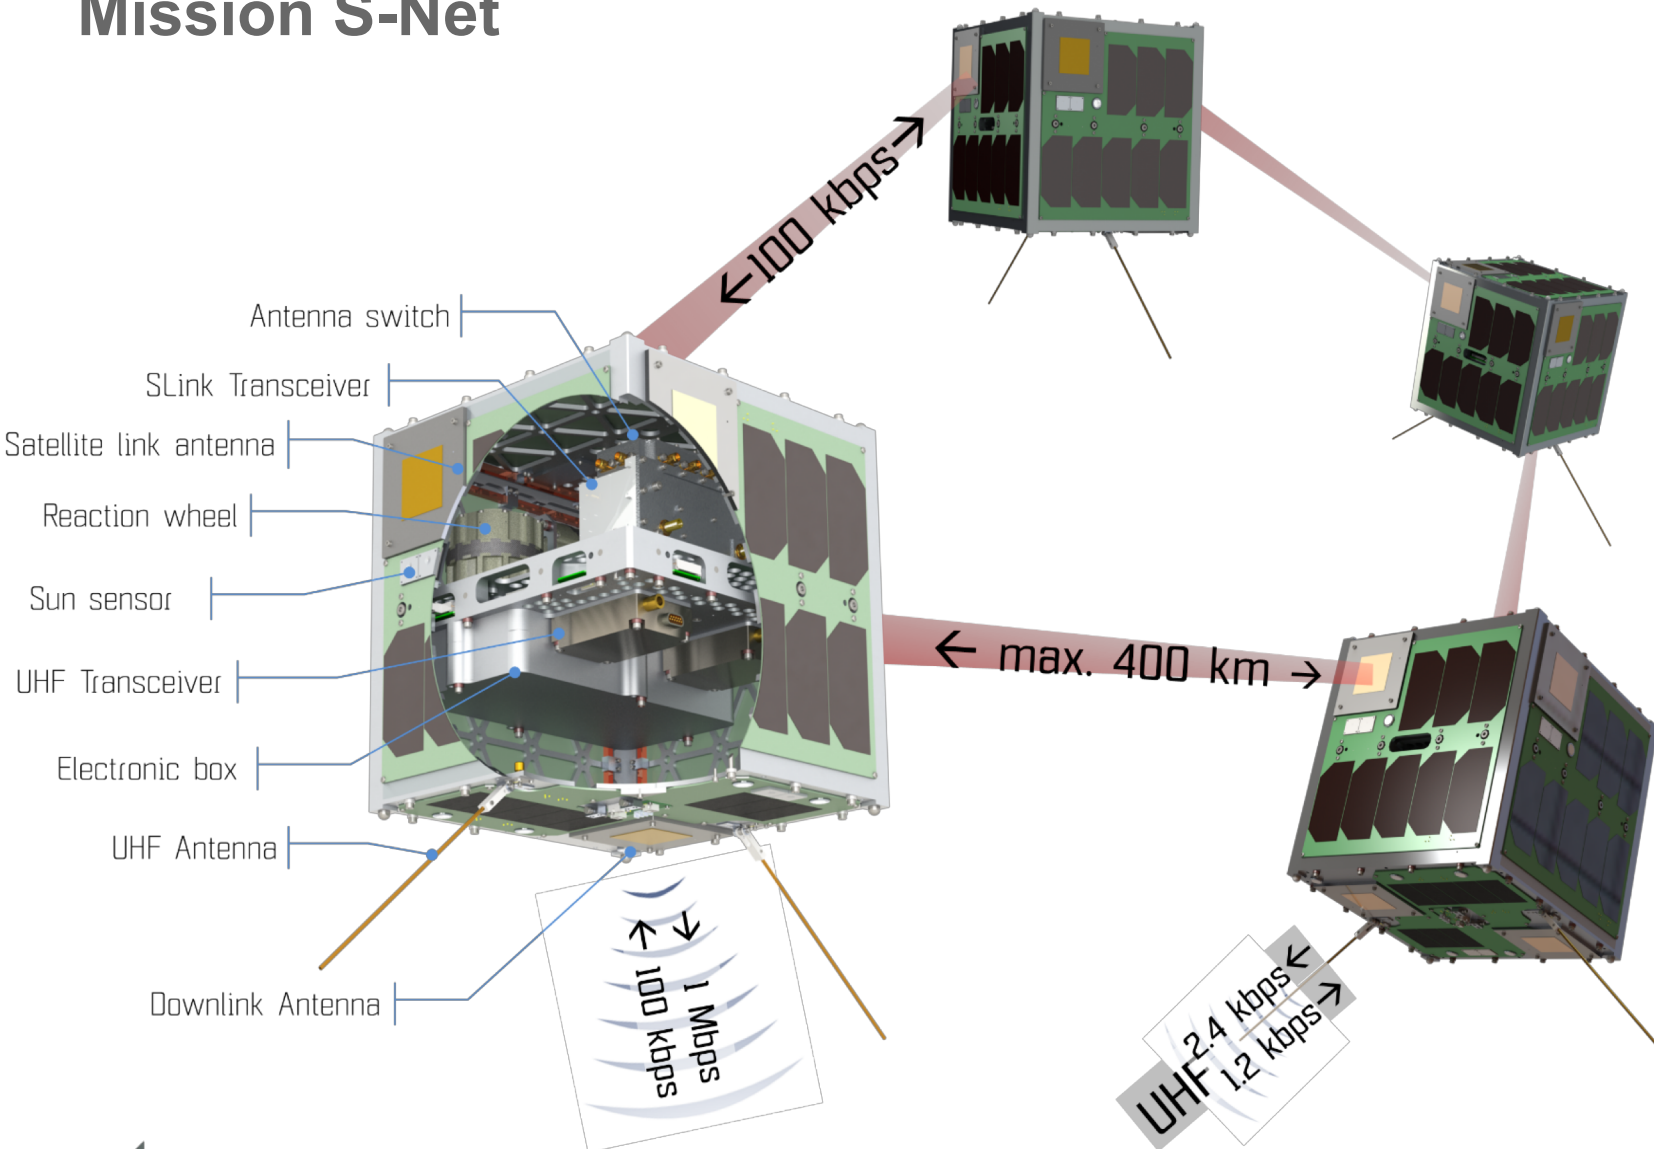 Mission S-Net
←100 kbps→
Antenna switch
SLink Transceiver
Satellite link antenna
Reaction wheel
Sun sensor
UHF Transceiver
Electronic box
UHF Antenna
Downlink Antenna
← max. 400 km →
← 100 kbps
→ 1 Mbps
UHF
2.4 kbps←
1.2 kbps→